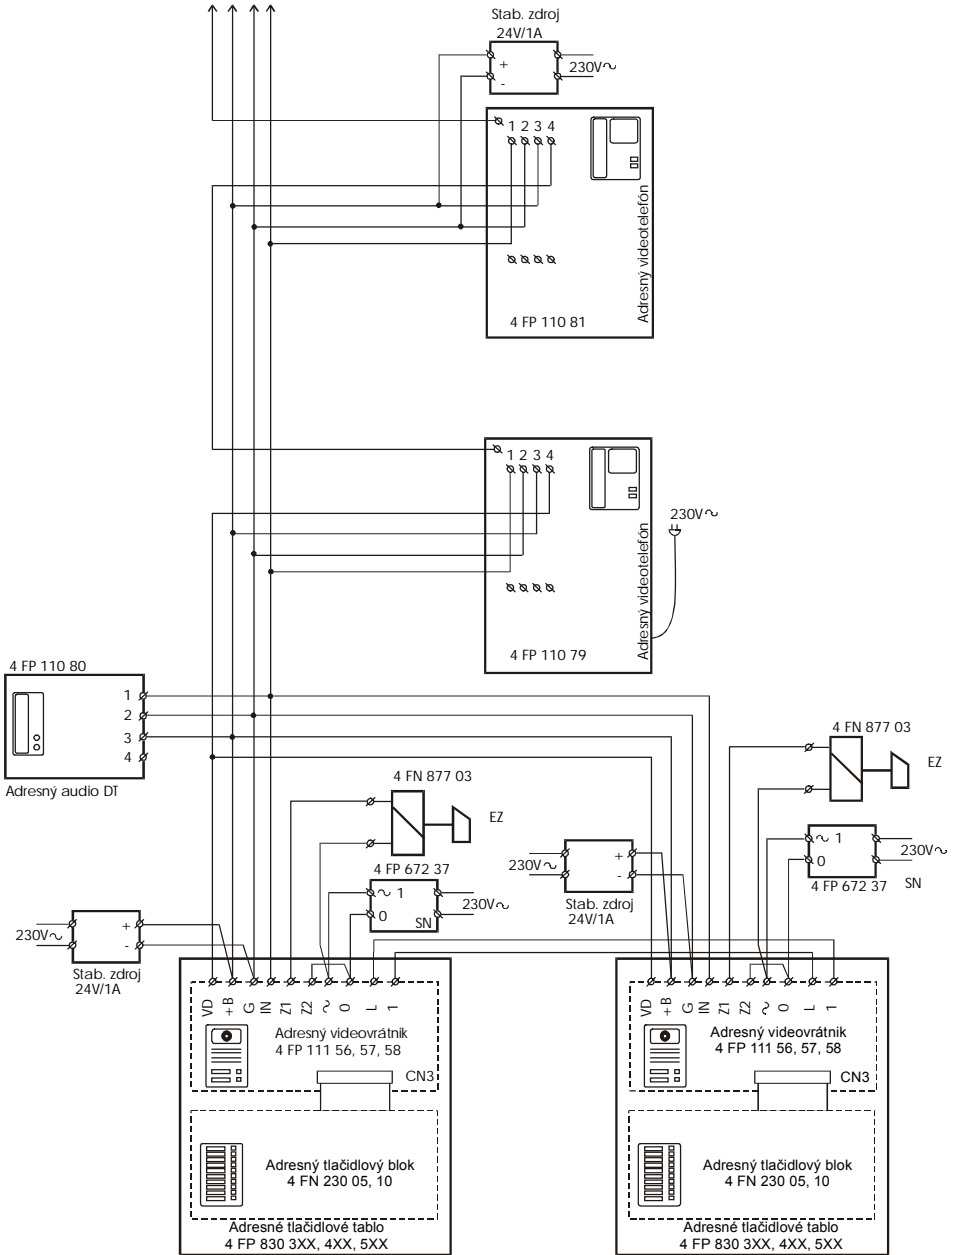 Stab. zdroj
24V/1A
+
-
230V~
1 2 3 4
Adresný videotelefón
4 FP 110 81
1 2 3 4
230V~
Adresný videotelefón
4 FP 110 79
4 FP 110 80
1
2
3
4
Adresný audio DT
4 FN 877 03
EZ
4 FN 877 03
EZ
~ 1
0
230V~
4 FP 672 37
SN
230V~
+
-
Stab. zdroj
24V/1A
4 FP 672 37
~ 1
0
SN
230V~
230V~
+
-
Stab. zdroj
24V/1A
VD +B G IN Z1 Z2 ~ 0 L 1
Adresný videovrátnik
4 FP 111 56, 57, 58
CN3
Adresný tlačidlový blok
4 FN 230 05, 10
Adresné tlačidlové tablo
4 FP 830 3XX, 4XX, 5XX
VD +B G IN Z1 Z2 ~ 0 L 1
Adresný videovrátnik
4 FP 111 56, 57, 58
CN3
Adresný tlačidlový blok
4 FN 230 05, 10
Adresné tlačidlové tablo
4 FP 830 3XX, 4XX, 5XX